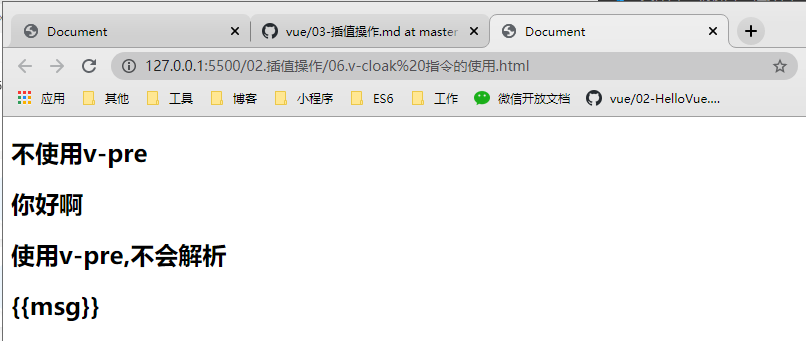 Document vue/03-插值操作.md at master Document
127.0.0.1:5500/02.插值操作/06.v-cloak%20指令的使用.html
应用 其他 工具 博客 小程序 ES6 工作 微信开放文档 vue/02-HelloVue....
不使用v-pre
你好啊
使用v-pre,不会解析
{{msg}}